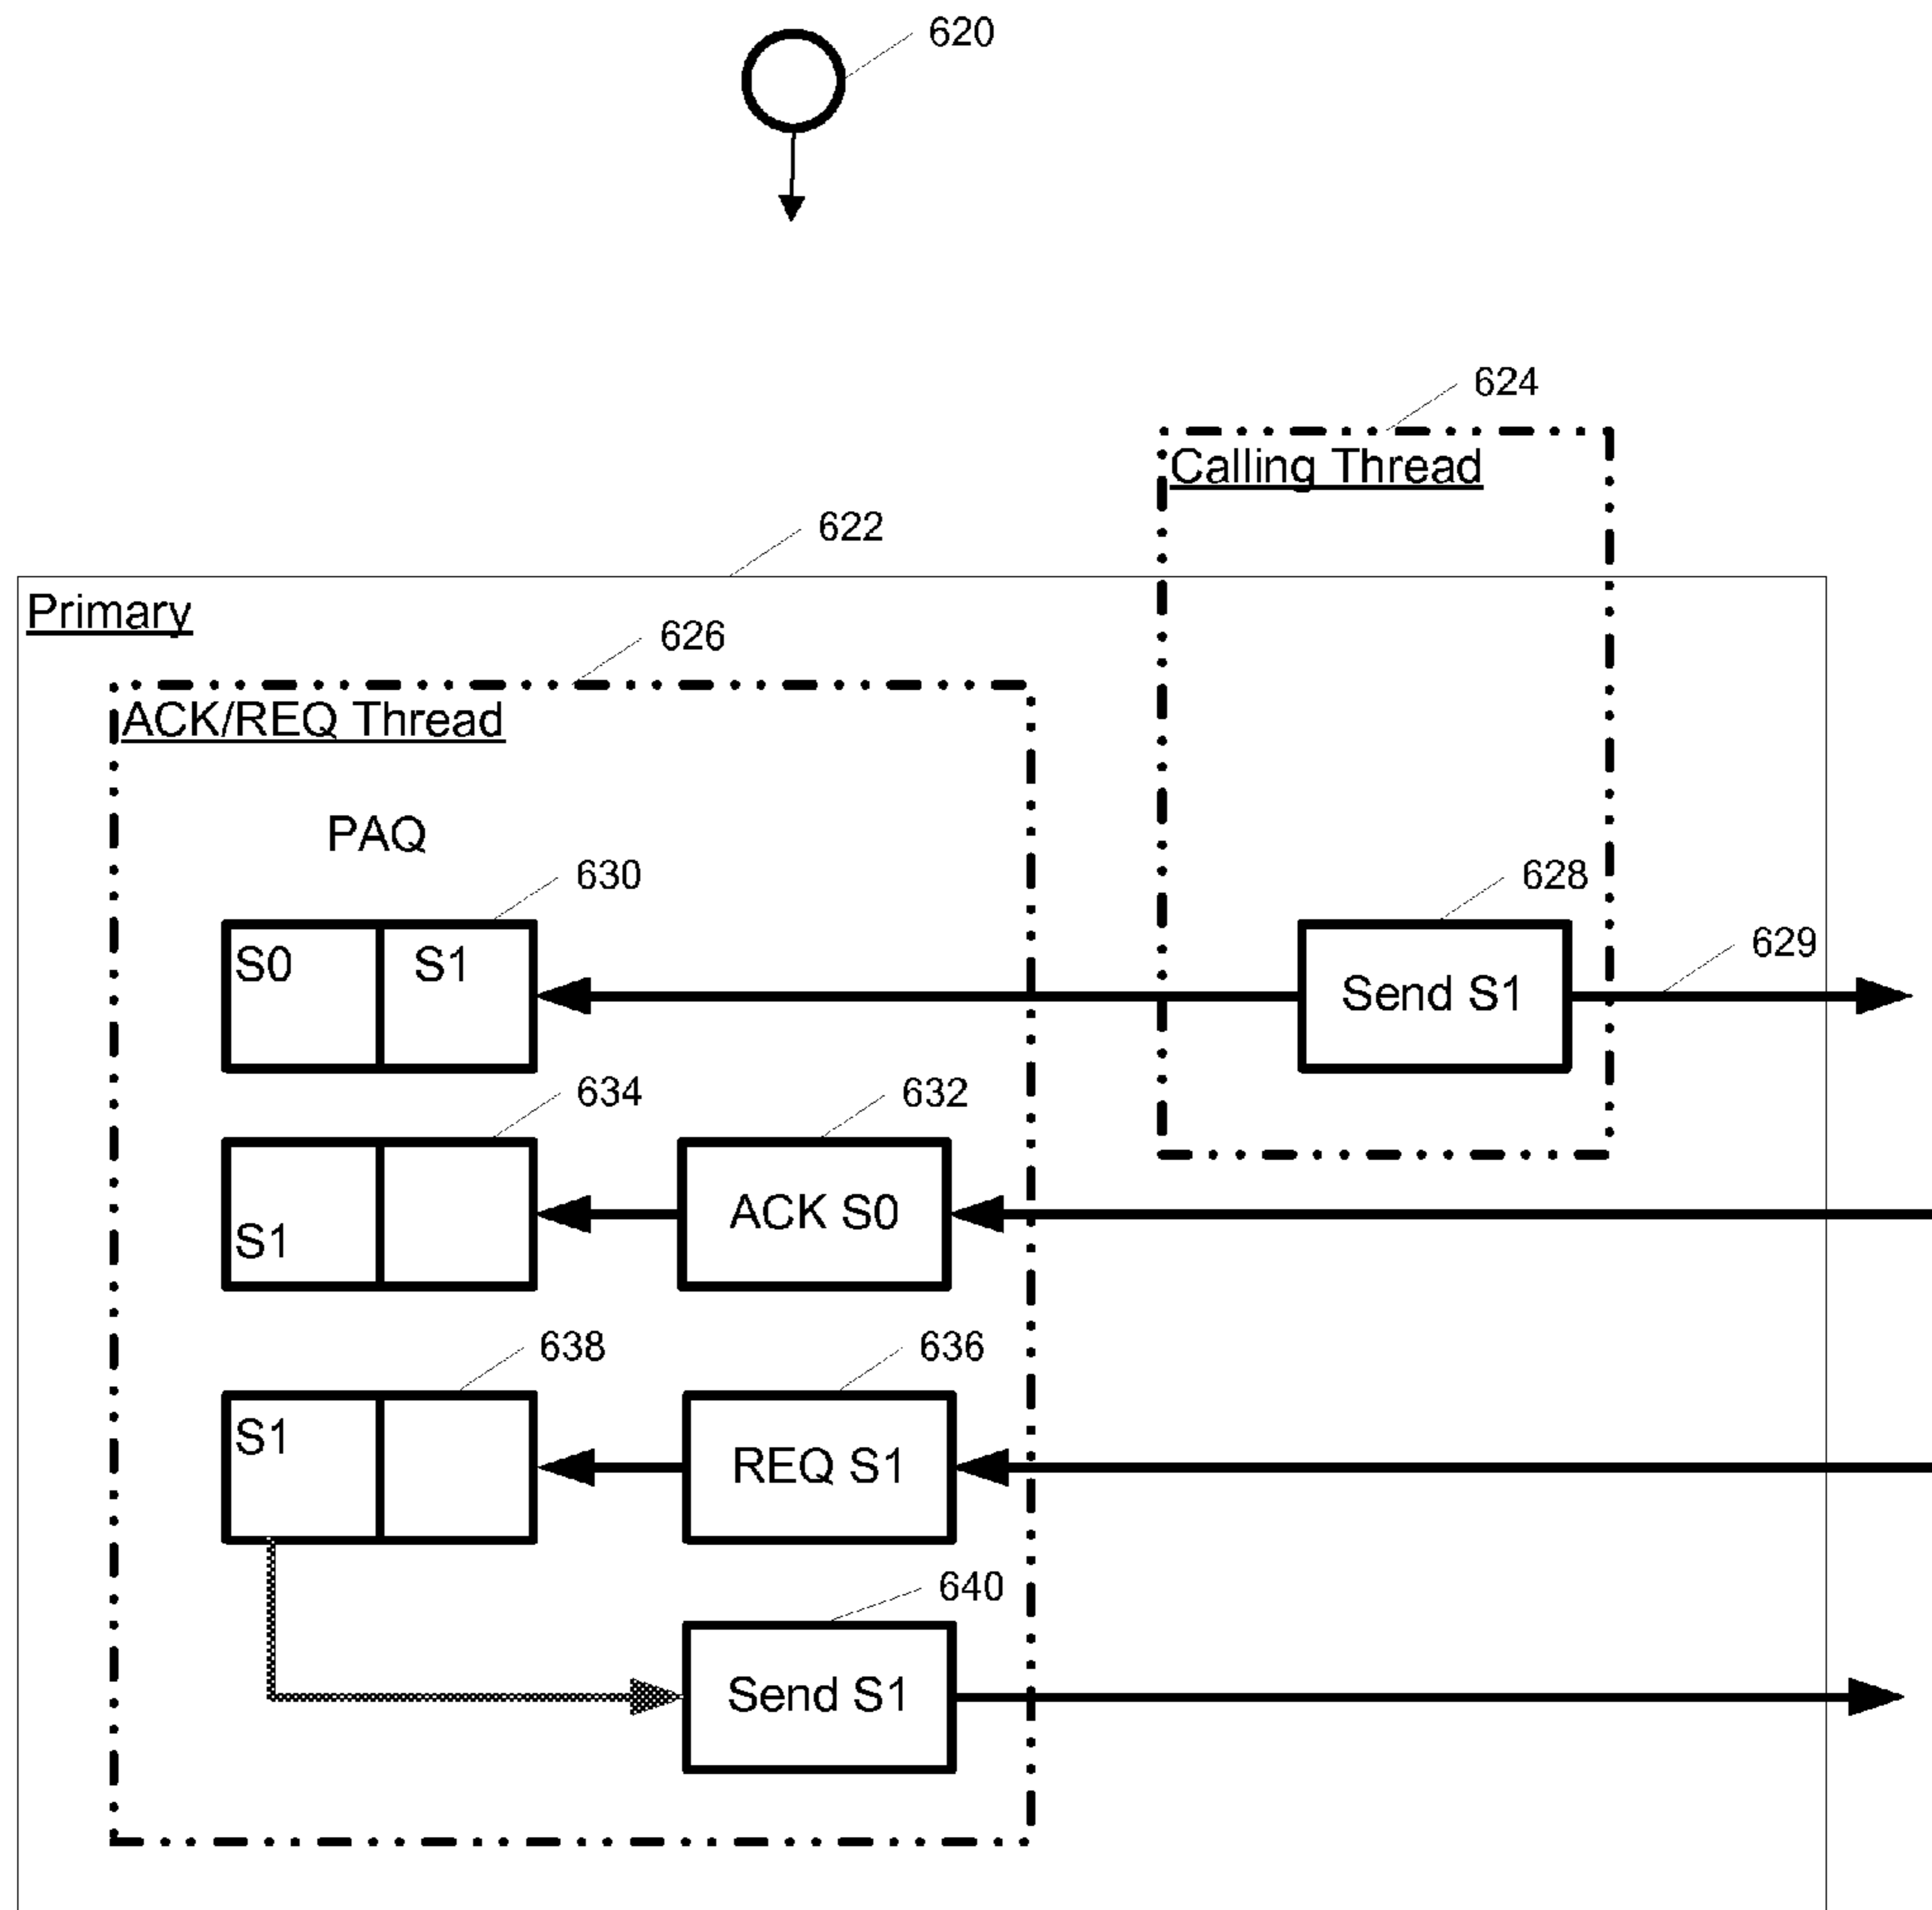 620
624
Calling Thread
622
Primary
626
ACK/REQ Thread
PAQ
630
628
629
S0 S1
Send S1
634
632
S1
ACK S0
638
636
S1
REQ S1
640
Send S1